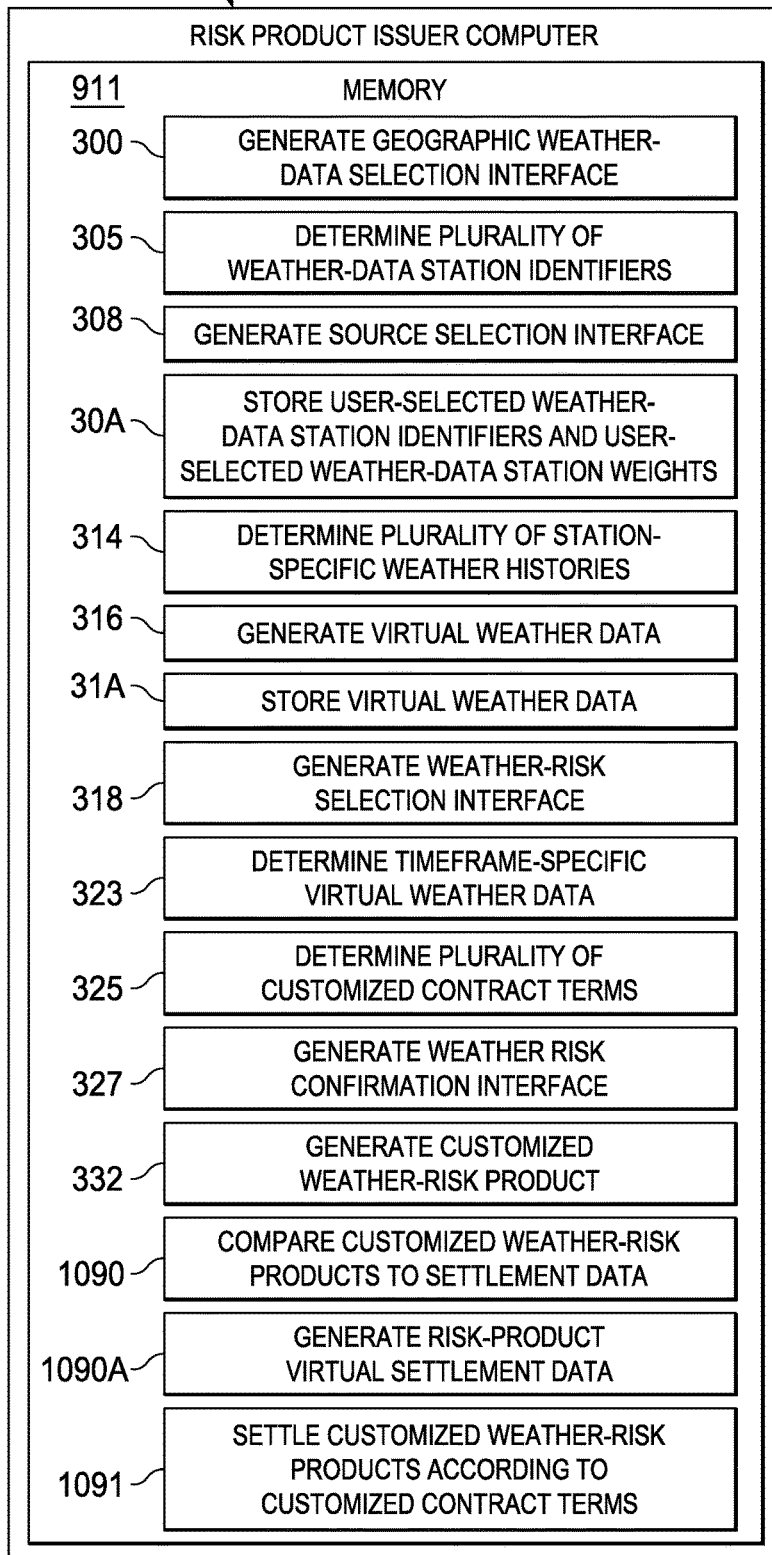 RISK PRODUCT ISSUER COMPUTER
911 MEMORY
300 GENERATE GEOGRAPHIC WEATHER-
DATA SELECTION INTERFACE
305 DETERMINE PLURALITY OF
WEATHER-DATA STATION IDENTIFIERS
308 GENERATE SOURCE SELECTION INTERFACE
30A STORE USER-SELECTED WEATHER-
DATA STATION IDENTIFIERS AND USER-
SELECTED WEATHER-DATA STATION WEIGHTS
314 DETERMINE PLURALITY OF STATION-
SPECIFIC WEATHER HISTORIES
316 GENERATE VIRTUAL WEATHER DATA
31A STORE VIRTUAL WEATHER DATA
318 GENERATE WEATHER-RISK
SELECTION INTERFACE
323 DETERMINE TIMEFRAME-SPECIFIC
VIRTUAL WEATHER DATA
325 DETERMINE PLURALITY OF
CUSTOMIZED CONTRACT TERMS
327 GENERATE WEATHER RISK
CONFIRMATION INTERFACE
332 GENERATE CUSTOMIZED
WEATHER-RISK PRODUCT
1090 COMPARE CUSTOMIZED WEATHER-RISK
PRODUCTS TO SETTLEMENT DATA
1090A GENERATE RISK-PRODUCT
VIRTUAL SETTLEMENT DATA
1091 SETTLE CUSTOMIZED WEATHER-RISK
PRODUCTS ACCORDING TO
CUSTOMIZED CONTRACT TERMS